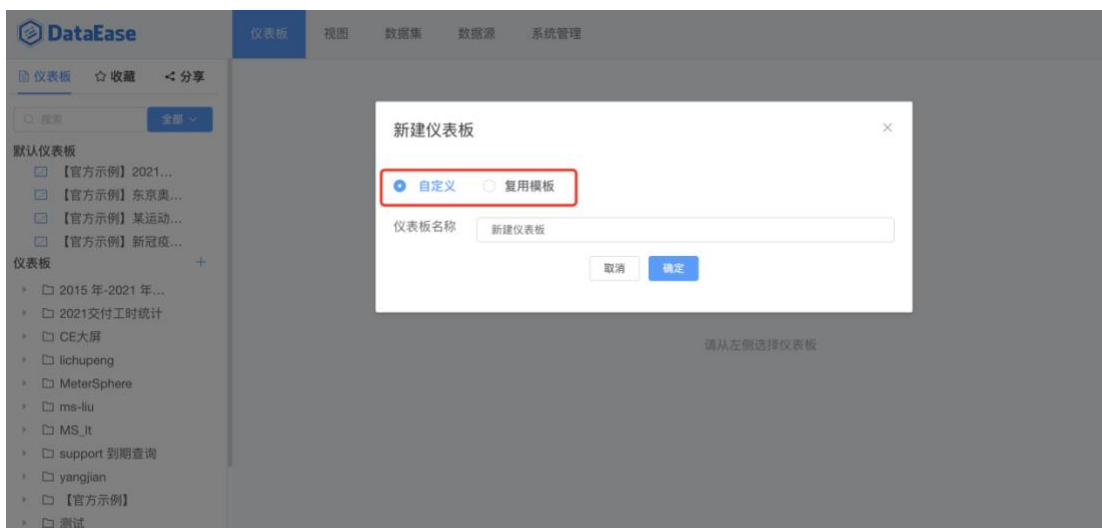 DataEase
仪表板 视图 数据集 数据源 系统管理
仪表板 收藏 分享
搜索 全部
默认仪表板
【官方示例】2021...
【官方示例】东京奥...
【官方示例】某运动...
【官方示例】新冠疫...
仪表板 +
2015 年-2021 年...
2021交付工时统计
CE大屏
lichupeng
MeterSphere
ms-liu
MS_lt
support 到期查询
yangjian
【官方示例】
测试
新建仪表板
自定义 复用模板
仪表板名称 新建仪表板
取消 确定
请从左侧选择仪表板